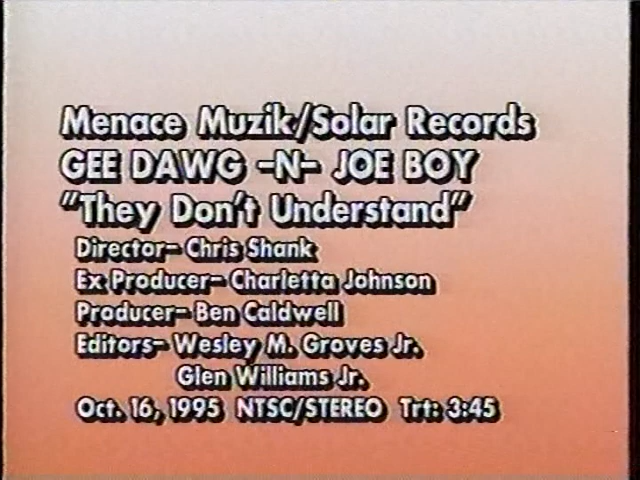 Menace Muzik/Solar Records
GEE DAWG -N- JOE BOY
"They Don't Understand"
Director- Chris Shank
Ex Producer- Charletta Johnson
Producer- Ben Caldwell
Editors- Wesley M. Groves Jr.
Glen Williams Jr.
Oct. 16, 1995 NTSC/STEREO Trt: 3:45